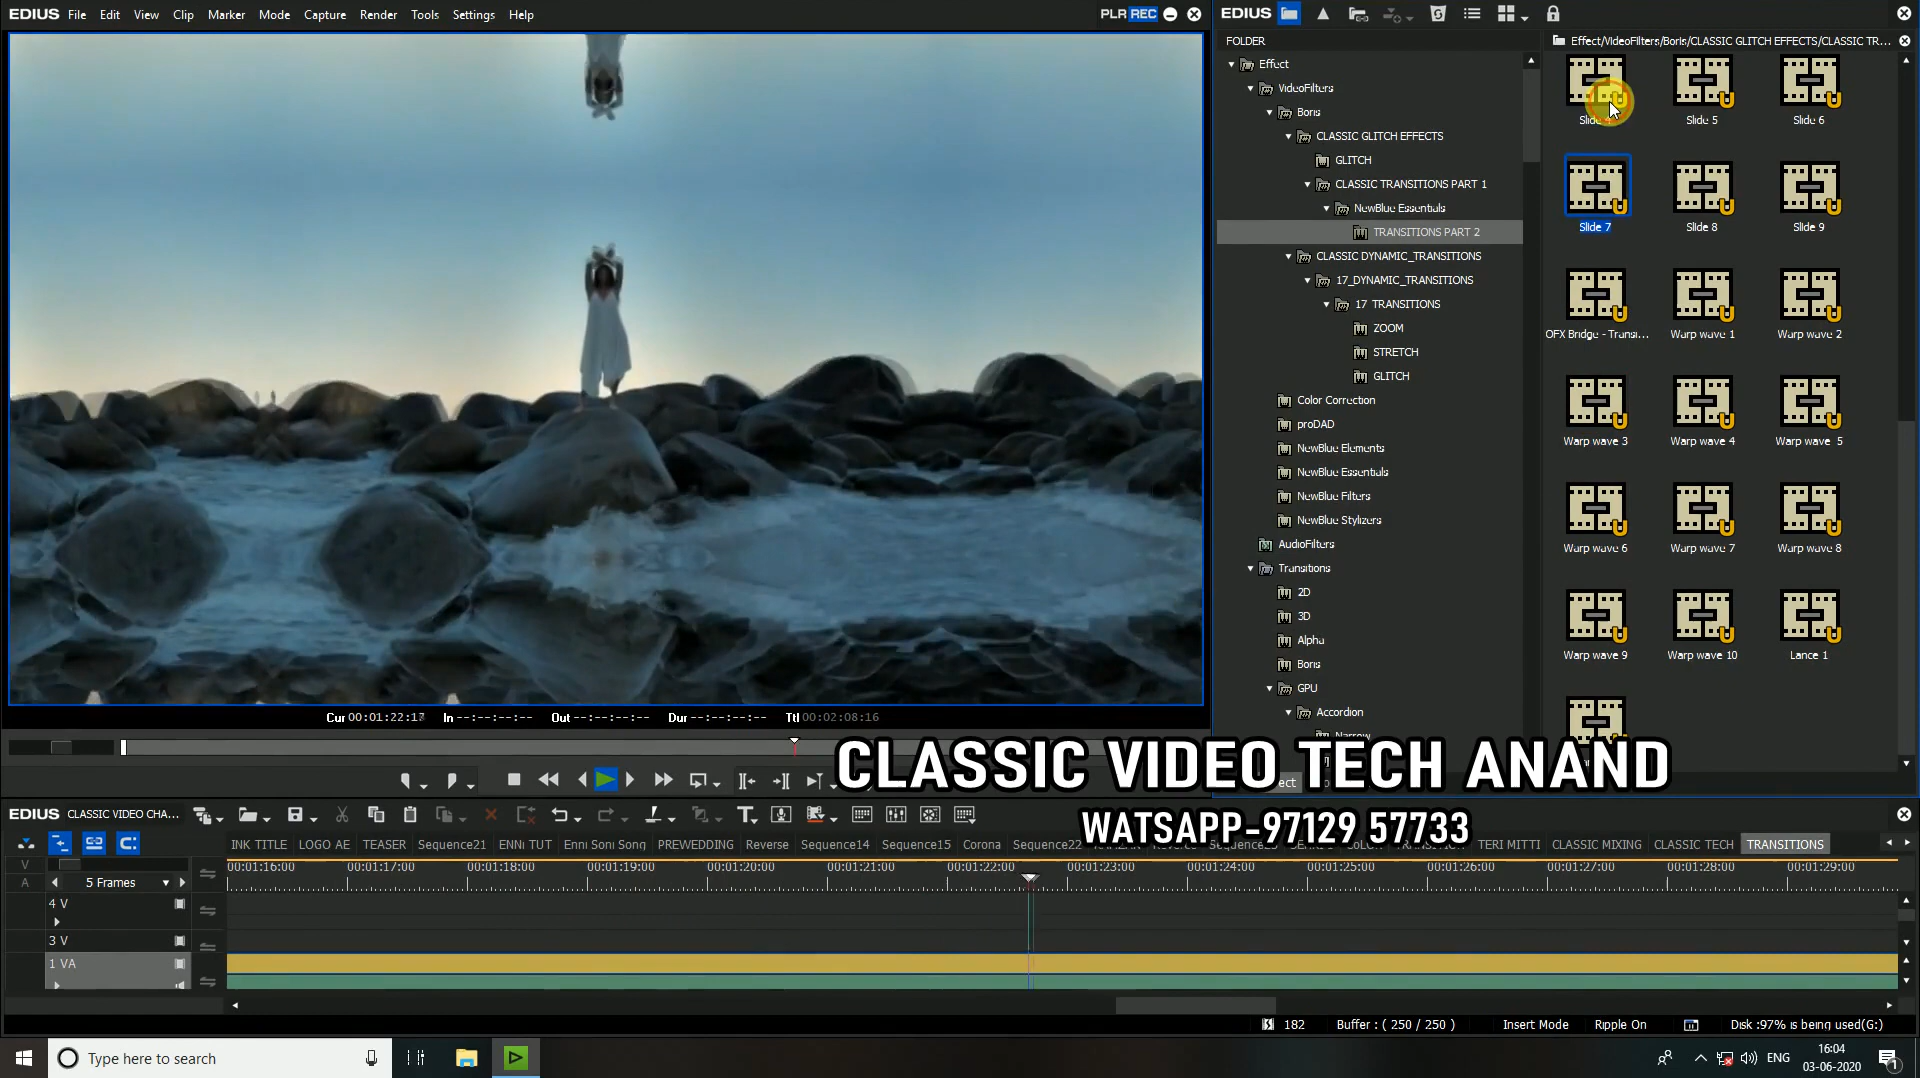 EDIUS File Edit View Clip Marker Mode Capture Render Tools Settings Help
PLR REC
EDIUS
FOLDER
Effect/VideoFilters/Boris/CLASSIC GLITCH EFFECTS/CLASSIC TR...
Effect
VideoFilters
Boris
CLASSIC GLITCH EFFECTS
GLITCH
CLASSIC TRANSITIONS PART 1
NewBlue Essentials
TRANSITIONS PART 2
CLASSIC DYNAMIC_TRANSITIONS
17_DYNAMIC_TRANSITIONS
17 TRANSITIONS
ZOOM
STRETCH
GLITCH
Color Correction
proDAD
NewBlue Elements
NewBlue Essentials
NewBlue Filters
NewBlue Stylizers
AudioFilters
Transitions
2D
3D
Alpha
Boris
GPU
Accordion
Slide 5 Slide 6
Slide 7 Slide 8 Slide 9
OFX Bridge - Transi... Warp wave 1 Warp wave 2
Warp wave 3 Warp wave 4 Warp wave 5
Warp wave 6 Warp wave 7 Warp wave 8
Warp wave 9 Warp wave 10 Lance 1
Cur 00:01:22:17 In --:--:--:-- Out --:--:--:-- Dur --:--:--:-- Ttl 00:02:08:16
CLASSIC VIDEO TECH ANAND
WATSAPP-97129 57733
EDIUS CLASSIC VIDEO CHA...
INK TITLE LOGO AE TEASER Sequence21 ENNI TUT Enni Soni Song PREWEDDING Reverse Sequence14 Sequence15 Corona Sequence22 TERI MITTI CLASSIC MIXING CLASSIC TECH TRANSITIONS
V
A
5 Frames
00:01:16:00 00:01:17:00 00:01:18:00 00:01:19:00 00:01:20:00 00:01:21:00 00:01:22:00 00:01:23:00 00:01:24:00 00:01:25:00 00:01:26:00 00:01:27:00 00:01:28:00 00:01:29:00
4 V
3 V
1 VA
182 Buffer : ( 250 / 250 ) Insert Mode Ripple On Disk :97% is being used(G:)
Type here to search
ENG
16:04
03-06-2020
1